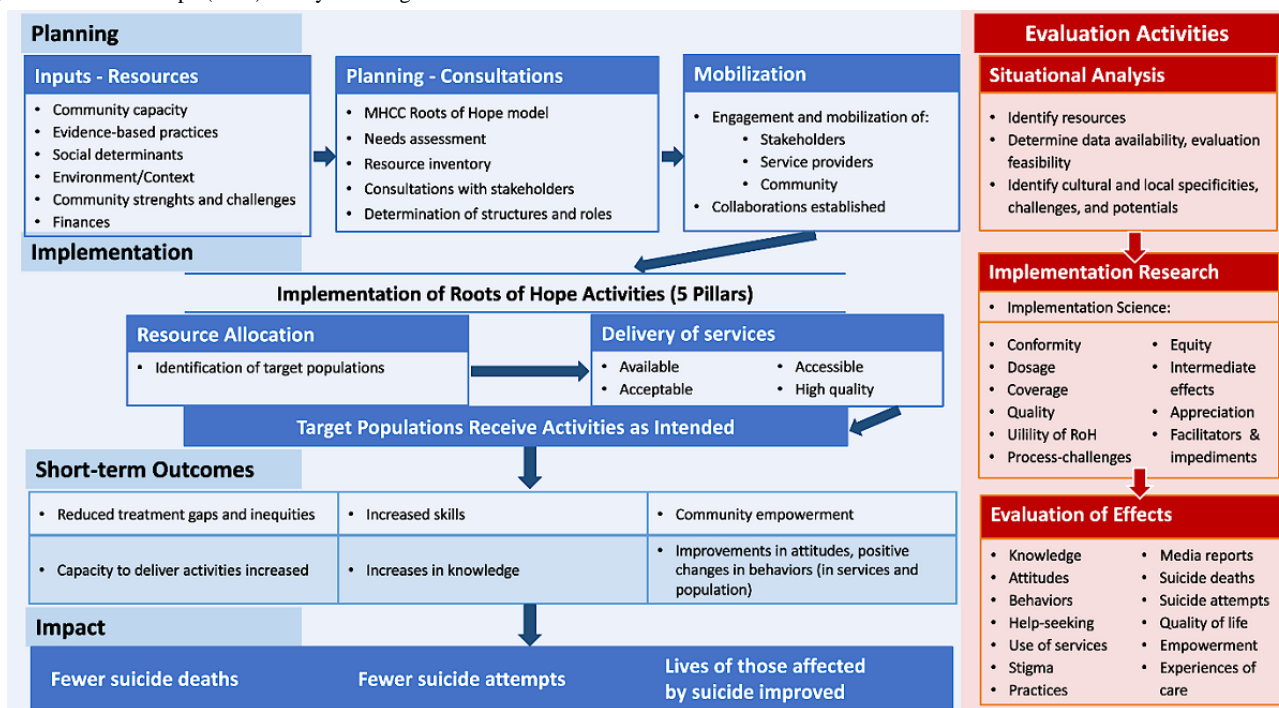 Planning
Inputs - Resources
• Community capacity
• Evidence-based practices
• Social determinants
• Environment/Context
• Community strenghts and challenges
• Finances
Planning - Consultations
• MHCC Roots of Hope model
• Needs assessment
• Resource inventory
• Consultations with stakeholders
• Determination of structures and roles
Mobilization
• Engagement and mobilization of:
• Stakeholders
• Service providers
• Community
• Collaborations established
Implementation
Implementation of Roots of Hope Activities (5 Pillars)
Resource Allocation
• Identification of target populations
Delivery of services
• Available
• Acceptable
• Accessible
• High quality
Target Populations Receive Activities as Intended
Short-term Outcomes
• Reduced treatment gaps and inequities
• Increased skills
• Community empowerment
• Capacity to deliver activities increased
• Increases in knowledge
• Improvements in attitudes, positive
changes in behaviors (in services and
population)
Impact
Fewer suicide deaths
Fewer suicide attempts
Lives of those affected
by suicide improved
Evaluation Activities
Situational Analysis
• Identify resources
• Determine data availability, evaluation
feasibility
• Identify cultural and local specificities,
challenges, and potentials
Implementation Research
• Implementation Science:
• Conformity
• Dosage
• Coverage
• Quality
• Uilility of RoH
• Process-challenges
• Equity
• Intermediate
effects
• Appreciation
• Facilitators &
impediments
Evaluation of Effects
• Knowledge
• Attitudes
• Behaviors
• Help-seeking
• Use of services
• Stigma
• Practices
• Media reports
• Suicide deaths
• Suicide attempts
• Quality of life
• Empowerment
• Experiences of
care